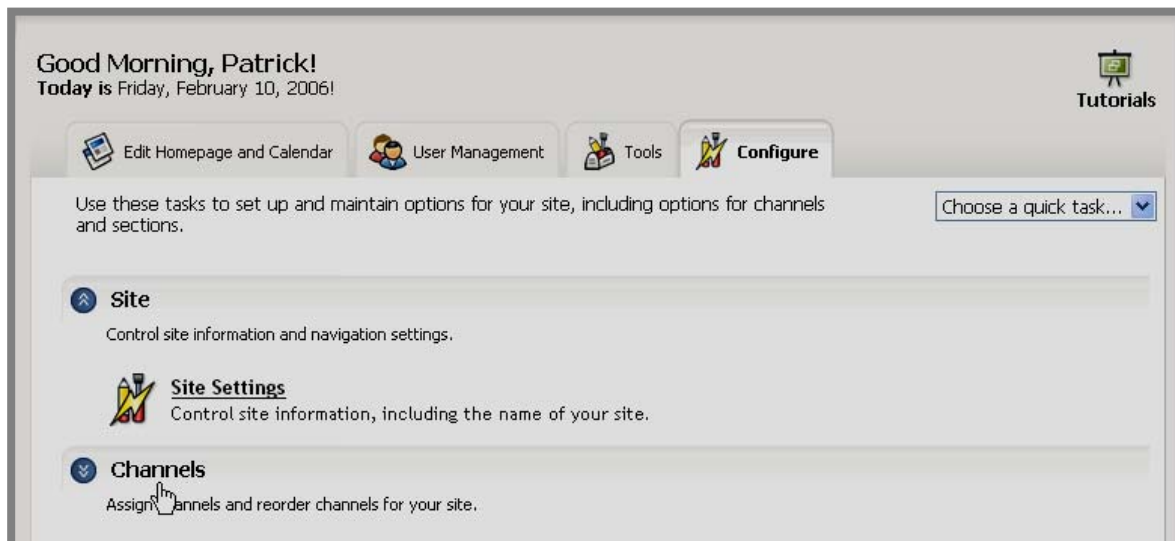 Good Morning, Patrick!
Today is Friday, February 10, 2006!
Tutorials
Edit Homepage and Calendar
User Management
Tools
Configure
Use these tasks to set up and maintain options for your site, including options for channels
and sections.
Choose a quick task...
Site
Control site information and navigation settings.
Site Settings
Control site information, including the name of your site.
Channels
Assign channels and reorder channels for your site.